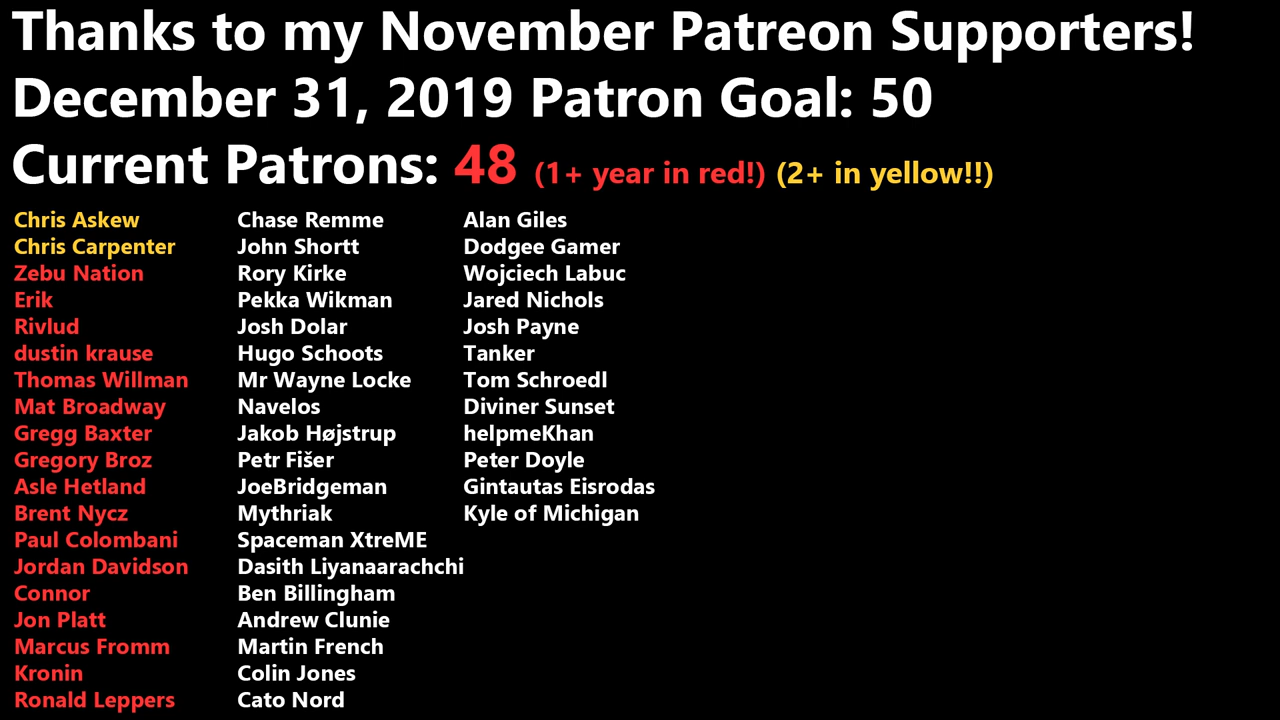 Thanks to my November Patreon Supporters!
December 31, 2019 Patron Goal: 50
Current Patrons: 48 (1+ year in red!) (2+ in yellow!!)
Chris Askew
Chris Carpenter
Zebu Nation
Erik
Rivlud
dustin krause
Thomas Willman
Mat Broadway
Gregg Baxter
Gregory Broz
Asle Hetland
Brent Nycz
Paul Colombani
Jordan Davidson
Connor
Jon Platt
Marcus Fromm
Kronin
Ronald Leppers
Chase Remme
John Shortt
Rory Kirke
Pekka Wikman
Josh Dolar
Hugo Schoots
Mr Wayne Locke
Navelos
Jakob Højstrup
Petr Fišer
JoeBridgeman
Mythriak
Spaceman XtreME
Dasith Liyanaarachchi
Ben Billingham
Andrew Clunie
Martin French
Colin Jones
Cato Nord
Alan Giles
Dodgee Gamer
Wojciech Labuc
Jared Nichols
Josh Payne
Tanker
Tom Schroedl
Diviner Sunset
helpmeKhan
Peter Doyle
Gintautas Eisrodas
Kyle of Michigan